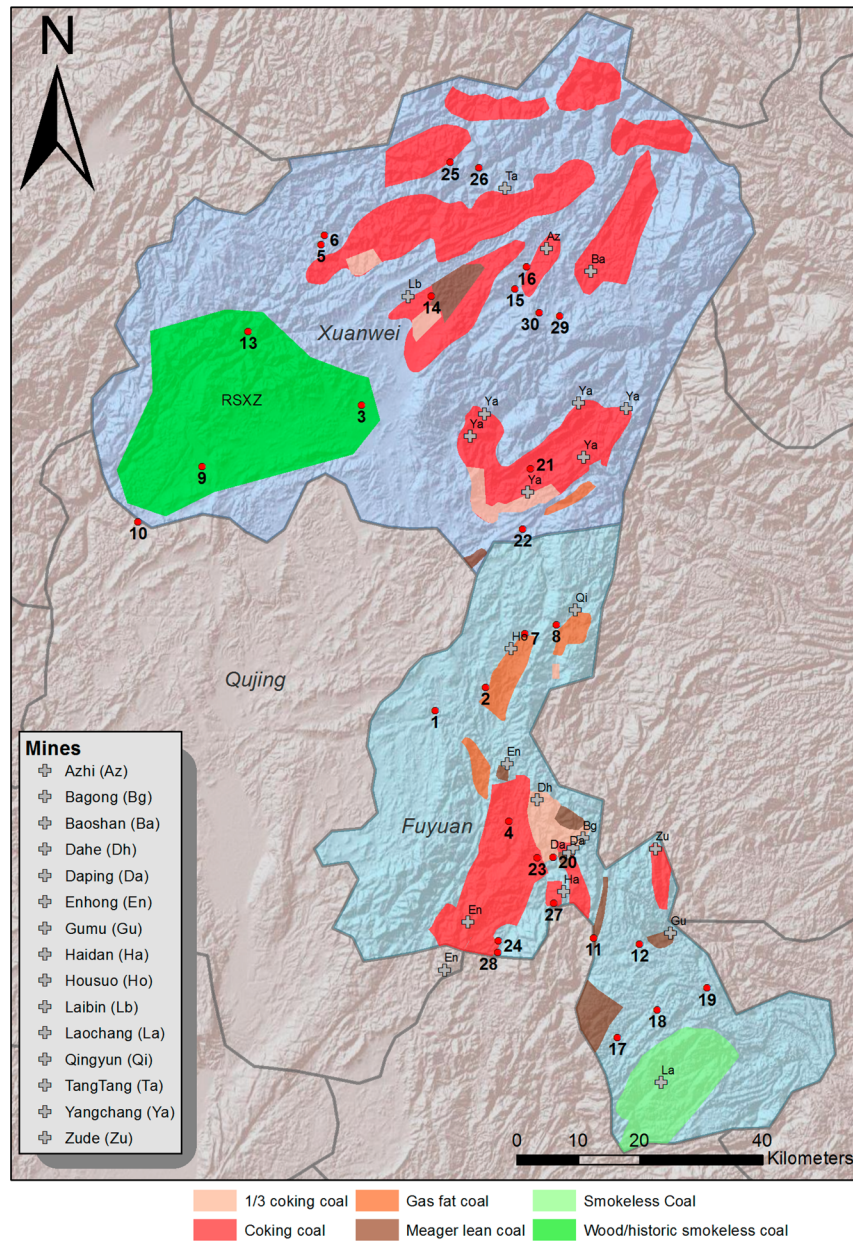 N
25
26
Ta
6
5
Az
16
Ba
Lb
14
15
30
29
Xuanwei
13
RSXZ
3
Ya
Ya
Ya
Ya
Ya
21
Ya
9
10
22
Qi
8
7
Ho
Qujing
2
1
En
Dh
Fuyuan
4
Bg
Da
Da
20
23
Zu
Ha
27
En
24
28
En
11
12
Gu
19
18
17
La
Mines
Azhi (Az)
Bagong (Bg)
Baoshan (Ba)
Dahe (Dh)
Daping (Da)
Enhong (En)
Gumu (Gu)
Haidan (Ha)
Housuo (Ho)
Laibin (Lb)
Laochang (La)
Qingyun (Qi)
TangTang (Ta)
Yangchang (Ya)
Zude (Zu)
0 10 20 40
Kilometers
1/3 coking coal Gas fat coal Smokeless Coal
Coking coal Meager lean coal Wood/historic smokeless coal